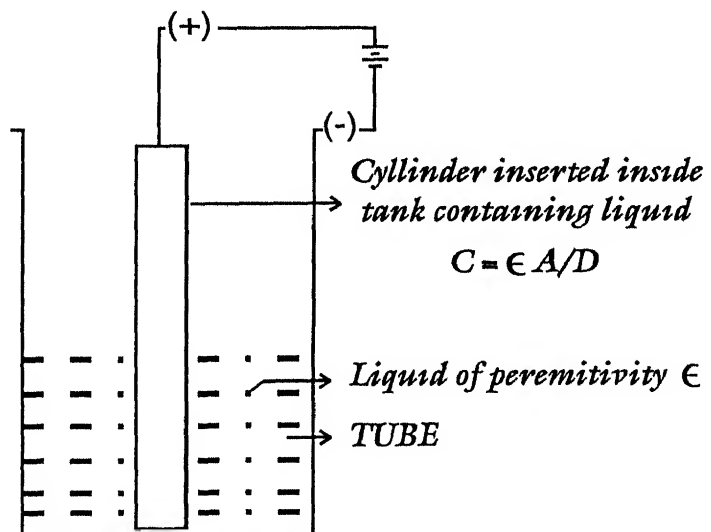 (+)
(-)
Cyllinder inserted inside
tank containing liquid
C = ϵ A/D
Liquid of peremitivity ϵ
TUBE